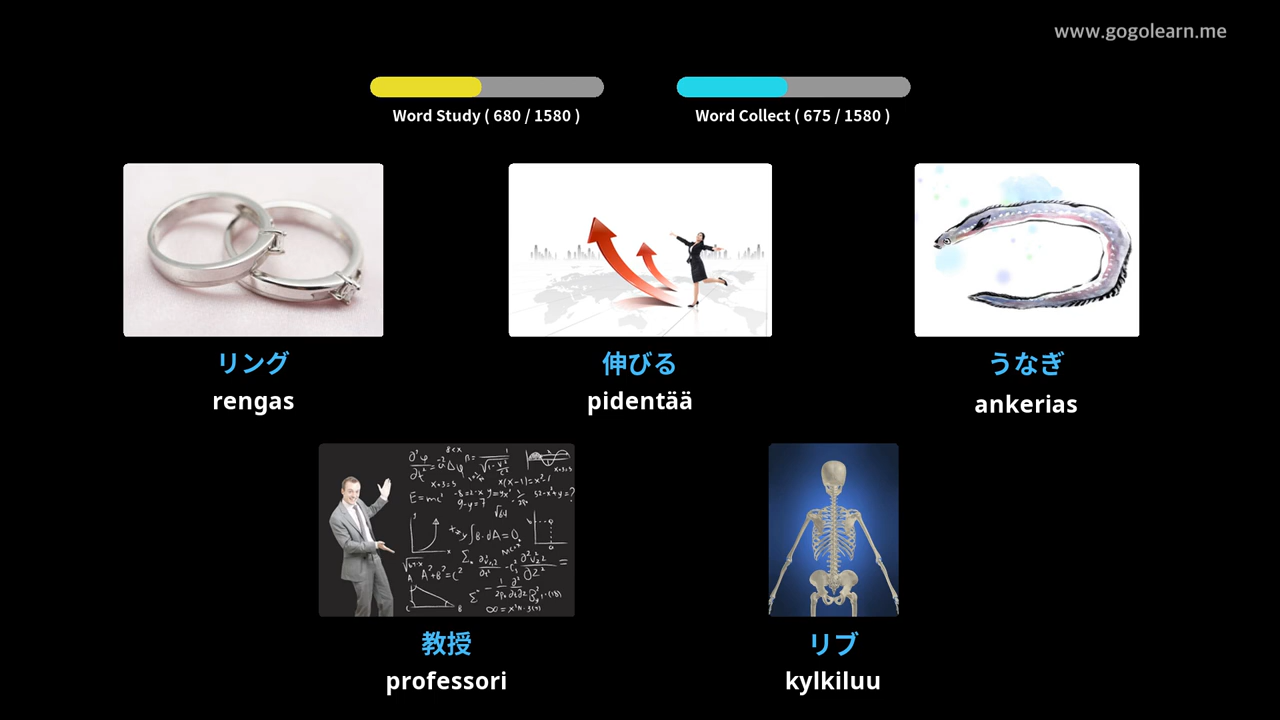 www.gogolearn.me
Word Study ( 680 / 1580 )
Word Collect ( 675 / 1580 )
リング
rengas
伸びる
pidentää
うなぎ
ankerias
教授
professori
リブ
kylkiluu